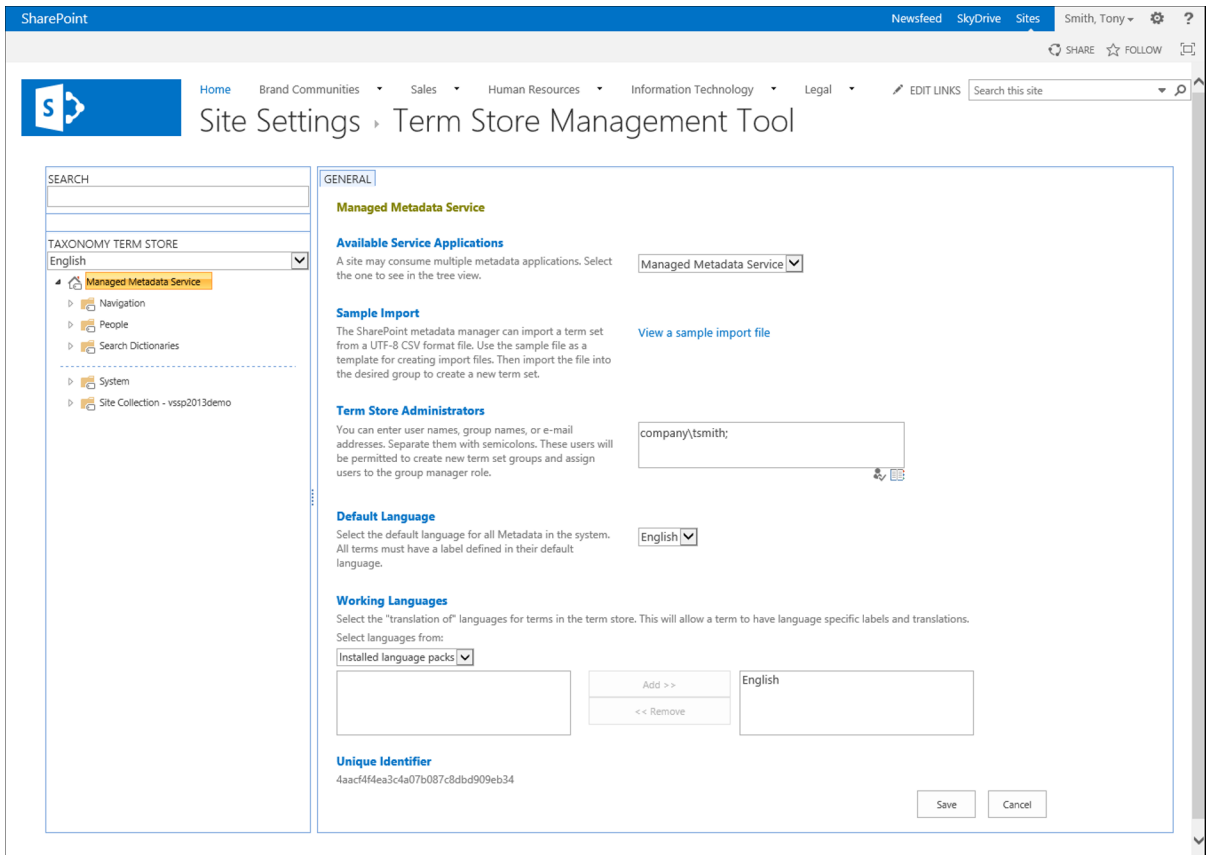 SharePoint
Newsfeed SkyDrive Sites Smith, Tony ?
SHARE FOLLOW
S
Home Brand Communities Sales Human Resources Information Technology Legal EDIT LINKS Search this site
Site Settings Term Store Management Tool
SEARCH
TAXONOMY TERM STORE
English
Managed Metadata Service
Navigation
People
Search Dictionaries
System
Site Collection - vssp2013demo
GENERAL
Managed Metadata Service
Available Service Applications
A site may consume multiple metadata applications. Select
the one to see in the tree view.
Managed Metadata Service
Sample Import
The SharePoint metadata manager can import a term set
from a UTF-8 CSV format file. Use the sample file as a
template for creating import files. Then import the file into
the desired group to create a new term set.
View a sample import file
Term Store Administrators
You can enter user names, group names, or e-mail
addresses. Separate them with semicolons. These users will
be permitted to create new term set groups and assign
users to the group manager role.
company\tsmith;
Default Language
Select the default language for all Metadata in the system.
All terms must have a label defined in their default
language.
English
Working Languages
Select the "translation of" languages for terms in the term store. This will allow a term to have language specific labels and translations.
Select languages from:
Installed language packs
Add >>
<< Remove
English
Unique Identifier
4aacf4f4ea3c4a07b087c8dbd909eb34
Save Cancel